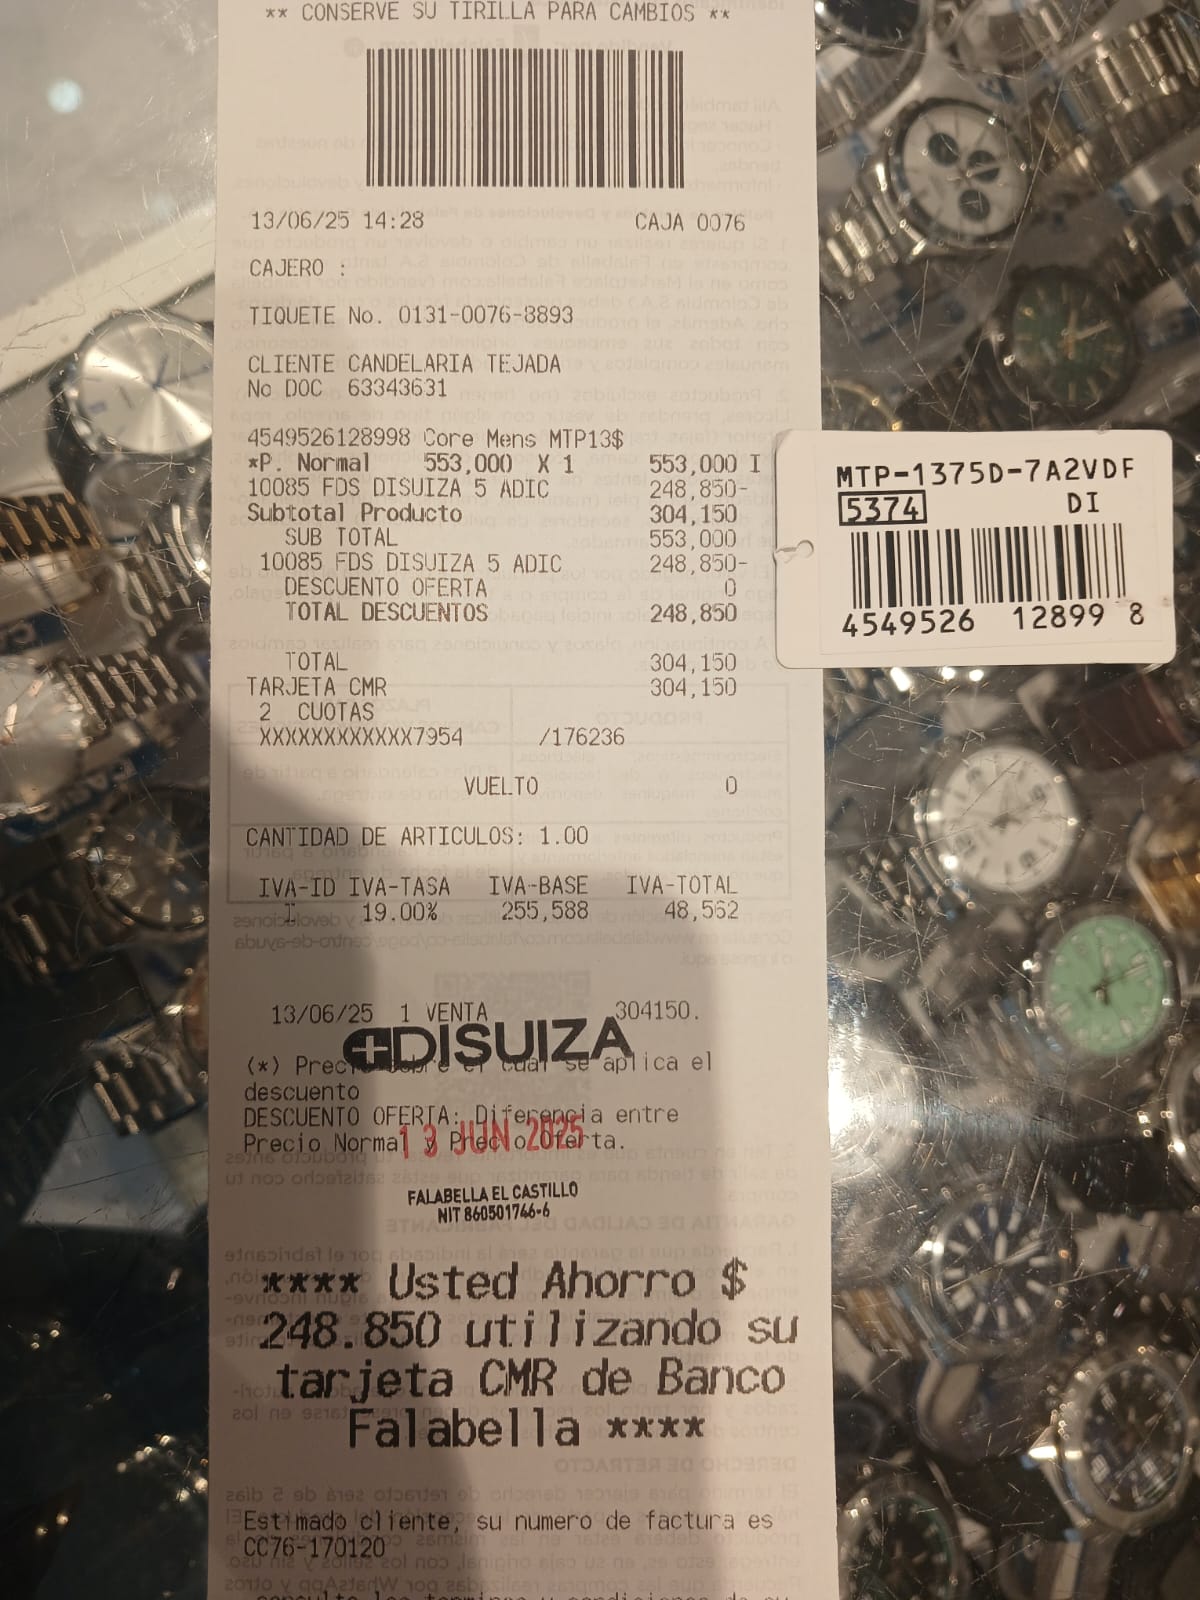 ** CONSERVE SU TIRILLA PARA CAMBIOS **
13/06/25 14:28 CAJA 0076
CAJERO :
TIQUETE No. 0131-0076-8893
CLIENTE CANDELARIA TEJADA
No DOC 63343631
4549526128998 Core Mens MTP13$
*P. Normal 553,000 X 1 553,000 I
10085 FDS DISUIZA 5 ADIC 248,850-
Subtotal Producto 304,150
SUB TOTAL 553,000
10085 FDS DISUIZA 5 ADIC 248,850-
DESCUENTO OFERTA 0
TOTAL DESCUENTOS 248,850
TOTAL 304,150
TARJETA CMR 304,150
2 CUOTAS
XXXXXXXXXXXX7954 /176236
VUELTO 0
CANTIDAD DE ARTICULOS: 1.00
IVA-ID IVA-TASA IVA-BASE IVA-TOTAL
I 19.00% 255,588 48,562
13/06/25 1 VENTA 304150.
DISUIZA
(*) Precio sobre el cual se aplica el
descuento
DESCUENTO OFERTA: Diferencia entre
Precio Normal y Precio Oferta.
13 JUN 2025
FALABELLA EL CASTILLO
NIT 860501746-6
**** Usted Ahorro $
248.850 utilizando su
tarjeta CMR de Banco
Falabella ****
Estimado cliente, su numero de factura es
CC76-170120
MTP-1375D-7A2VDF
5374 DI
4549526 12899 8